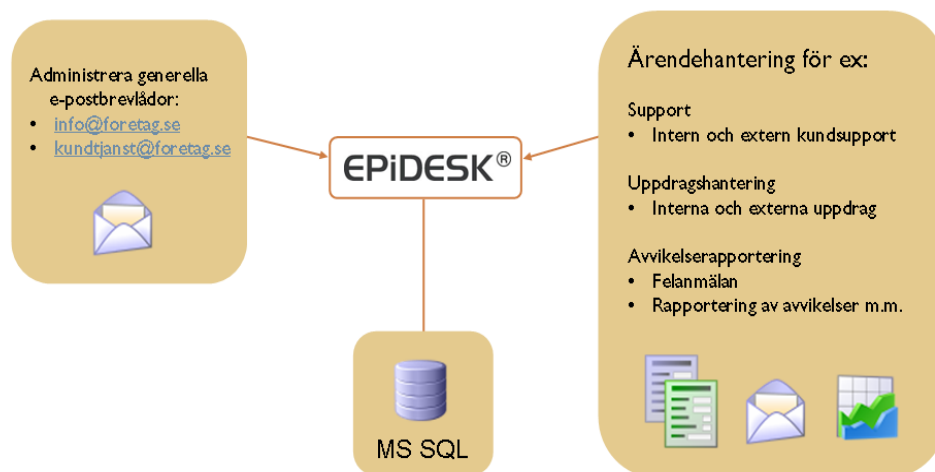 Administrera generella
e-postbrevlådor:
• info@foretag.se
• kundtjanst@foretag.se
EPiDESK®
MS SQL
Ärendehantering för ex:
Support
• Intern och extern kundsupport
Uppdragshantering
• Interna och externa uppdrag
Avvikelserapportering
• Felanmälan
• Rapportering av avvikelser m.m.